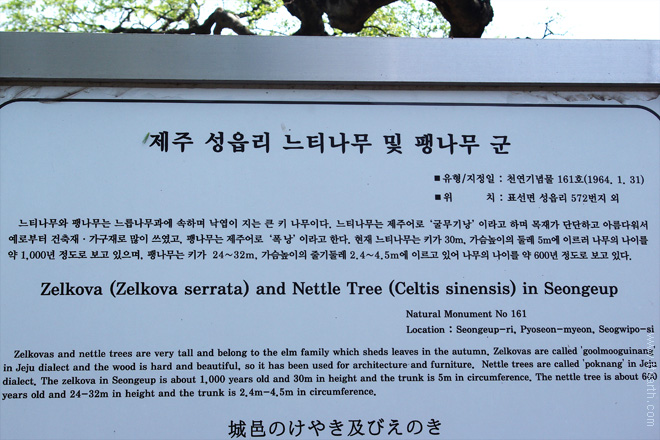 제주 성읍리 느티나무 및 팽나무 군
■유형/지정일 : 천연기념물 161호(1964. 1. 31)
■위 치 : 표선면 성읍리 572번지 외
느티나무와 팽나무는 느릅나무과에 속하며 낙엽이 지는 큰 키 나무이다. 느티나무는 제주어로 '굴무기낭' 이라고 하며 목재가 단단하고 아름다워서
예로부터 건축재·가구재로 많이 쓰였고, 팽나무는 제주어로 '폭낭' 이라고 한다. 현재 느티나무는 키가 30m, 가슴높이의 둘레 5m에 이르러 나무의 나이를
약 1,000년 정도로 보고 있으며, 팽나무는 키가 24~32m, 가슴높이의 줄기둘레 2.4~4.5m에 이르고 있어 나무의 나이를 약 600년 정도로 보고 있다.
Zelkova (Zelkova serrata) and Nettle Tree (Celtis sinensis) in Seongeup
Natural Monument No 161
Location : Seongeup-ri, Pyoseon-myeon, Seogwipo-si
Zelkovas and nettle trees are very tall and belong to the elm family which sheds leaves in the autumn. Zelkovas are called 'goolmooguinang'
in Jeju dialect and the wood is hard and beautiful, so it has been used for architecture and furniture. Nettle trees are called 'poknang' in Jeju
dialect. The zelkova in Seongeup is about 1,000 years old and 30m in height and the trunk is 5m in circumference. The nettle tree is about 600
years old and 24-32m in height and the trunk is 2.4m-4.5m in circumference.
城邑のけやき及びえのき